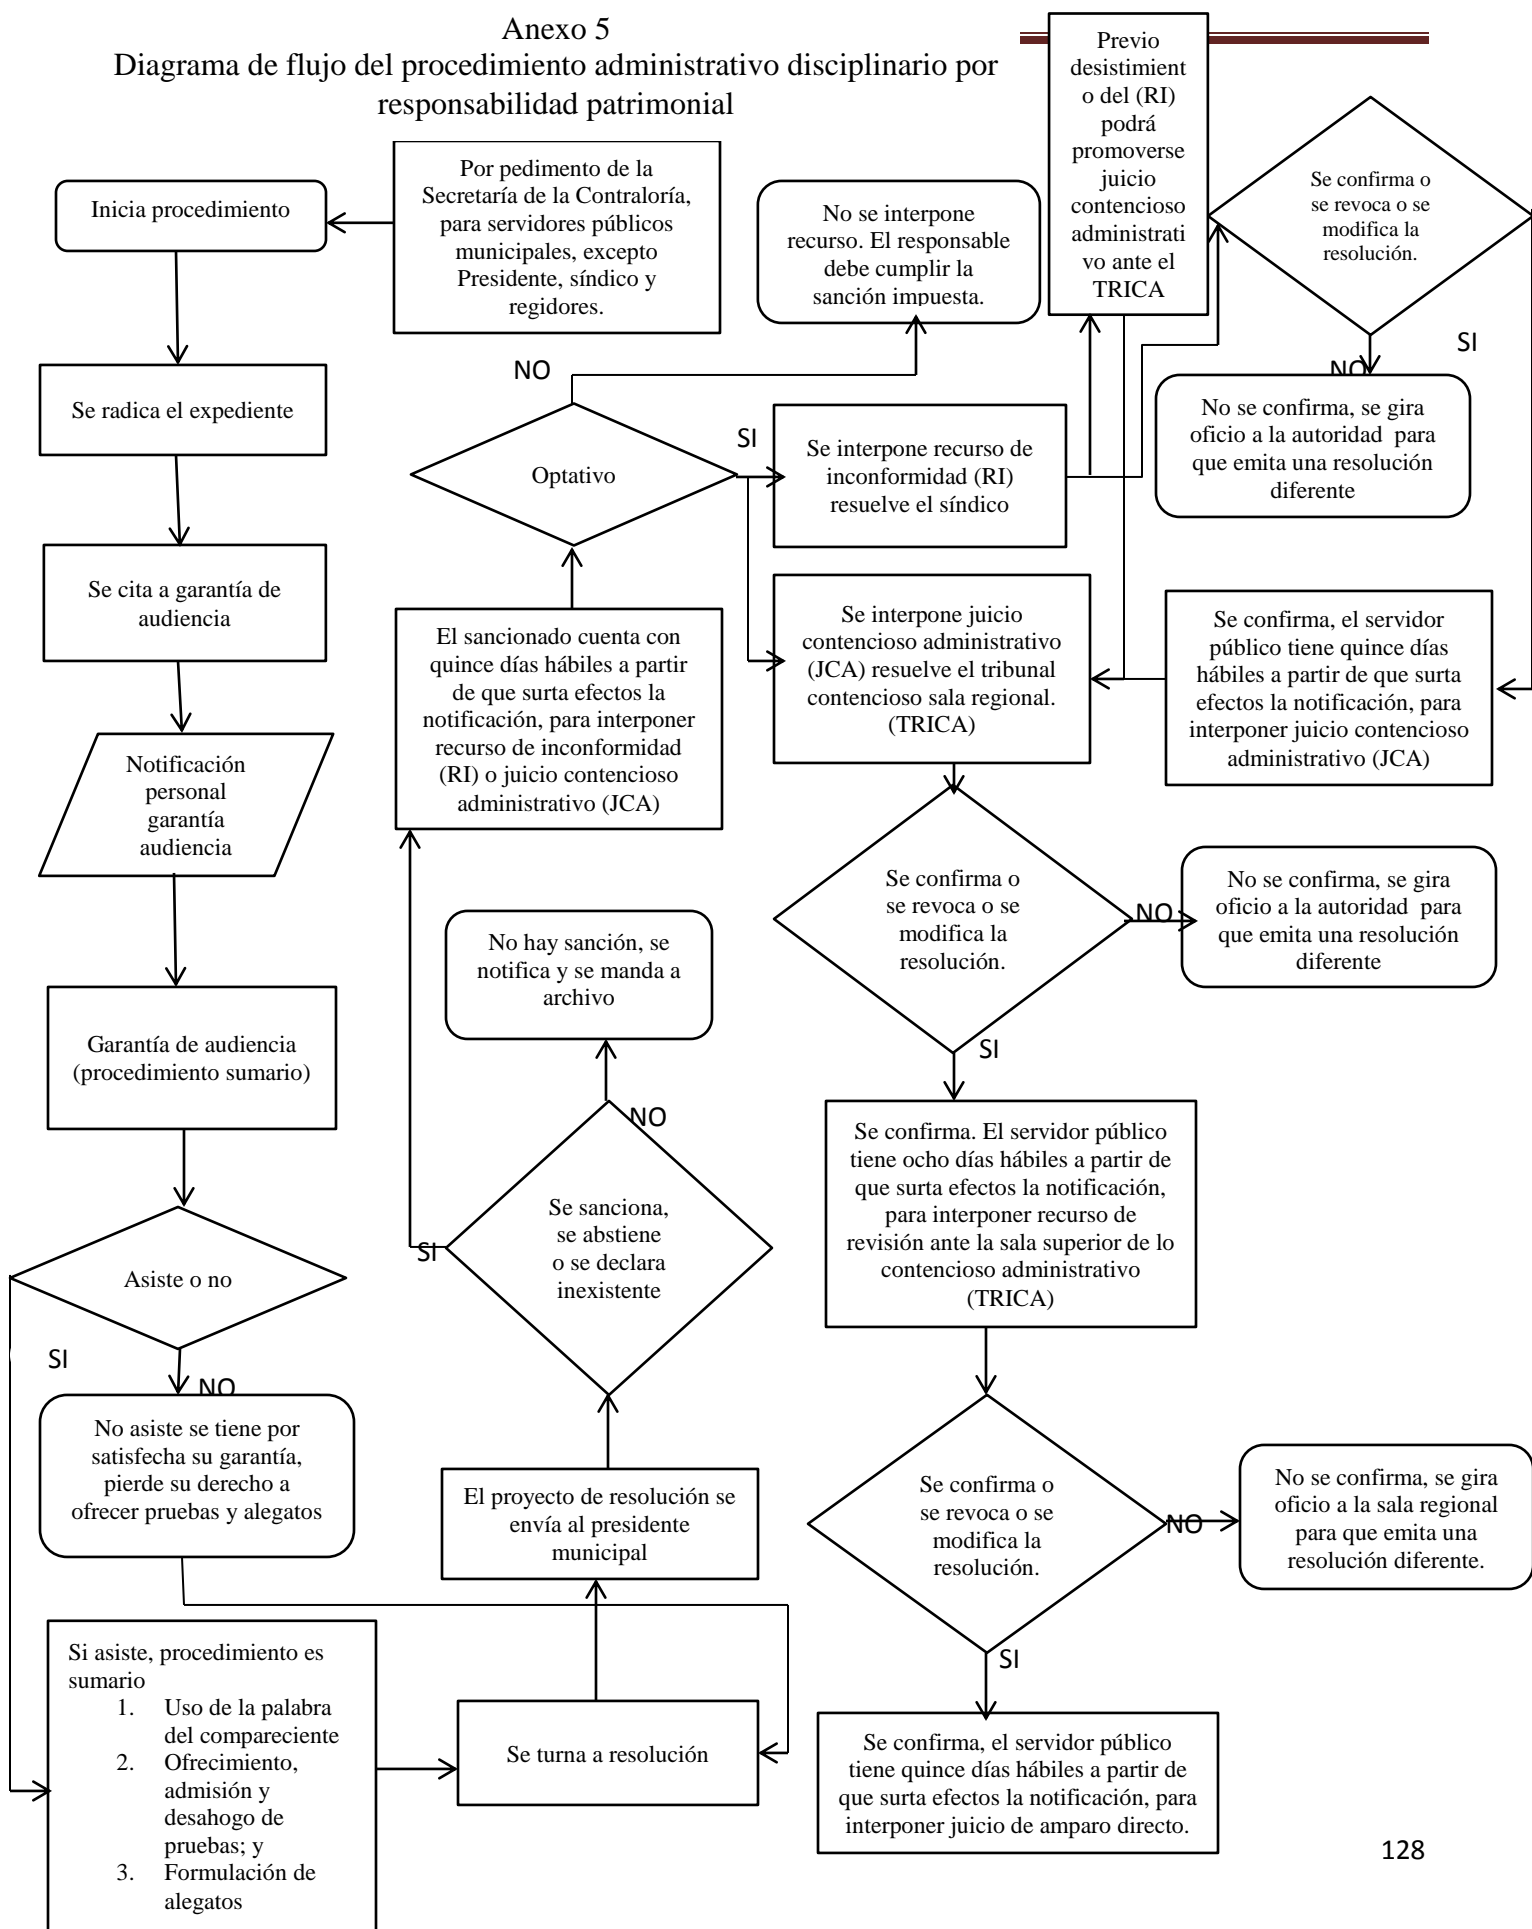 Anexo 5
Diagrama de flujo del procedimiento administrativo disciplinario por
responsabilidad patrimonial
Inicia procedimiento
Por pedimento de la
Secretaría de la Contraloría,
para servidores públicos
municipales, excepto
Presidente, síndico y
regidores.
Se radica el expediente
Se cita a garantía de
audiencia
Notificación
personal
garantía
audiencia
Garantía de audiencia
(procedimiento sumario)
Asiste o no
SI
NO
No asiste se tiene por
satisfecha su garantía,
pierde su derecho a
ofrecer pruebas y alegatos
Si asiste, procedimiento es
sumario
1. Uso de la palabra
del compareciente
2. Ofrecimiento,
admisión y
desahogo de
pruebas; y
3. Formulación de
alegatos
Se turna a resolución
El proyecto de resolución se
envía al presidente
municipal
Se sanciona,
se abstiene
o se declara
inexistente
NO
SI
No hay sanción, se
notifica y se manda a
archivo
El sancionado cuenta con
quince días hábiles a partir
de que surta efectos la
notificación, para interponer
recurso de inconformidad
(RI) o juicio contencioso
administrativo (JCA)
Optativo
NO
SI
No se interpone
recurso. El responsable
debe cumplir la
sanción impuesta.
Se interpone recurso de
inconformidad (RI)
resuelve el síndico
Previo
desistimient
o del (RI)
podrá
promoverse
juicio
contencioso
administrati
vo ante el
TRICA
Se confirma o
se revoca o se
modifica la
resolución.
SI
NO
No se confirma, se gira
oficio a la autoridad para
que emita una resolución
diferente
Se confirma, el servidor
público tiene quince días
hábiles a partir de que surta
efectos la notificación, para
interponer juicio contencioso
administrativo (JCA)
Se interpone juicio
contencioso administrativo
(JCA) resuelve el tribunal
contencioso sala regional.
(TRICA)
Se confirma o
se revoca o se
modifica la
resolución.
NO
SI
No se confirma, se gira
oficio a la autoridad para
que emita una resolución
diferente
Se confirma. El servidor público
tiene ocho días hábiles a partir de
que surta efectos la notificación,
para interponer recurso de
revisión ante la sala superior de lo
contencioso administrativo
(TRICA)
Se confirma o
se revoca o se
modifica la
resolución.
NO
SI
No se confirma, se gira
oficio a la sala regional
para que emita una
resolución diferente.
Se confirma, el servidor público
tiene quince días hábiles a partir de
que surta efectos la notificación, para
interponer juicio de amparo directo.
128